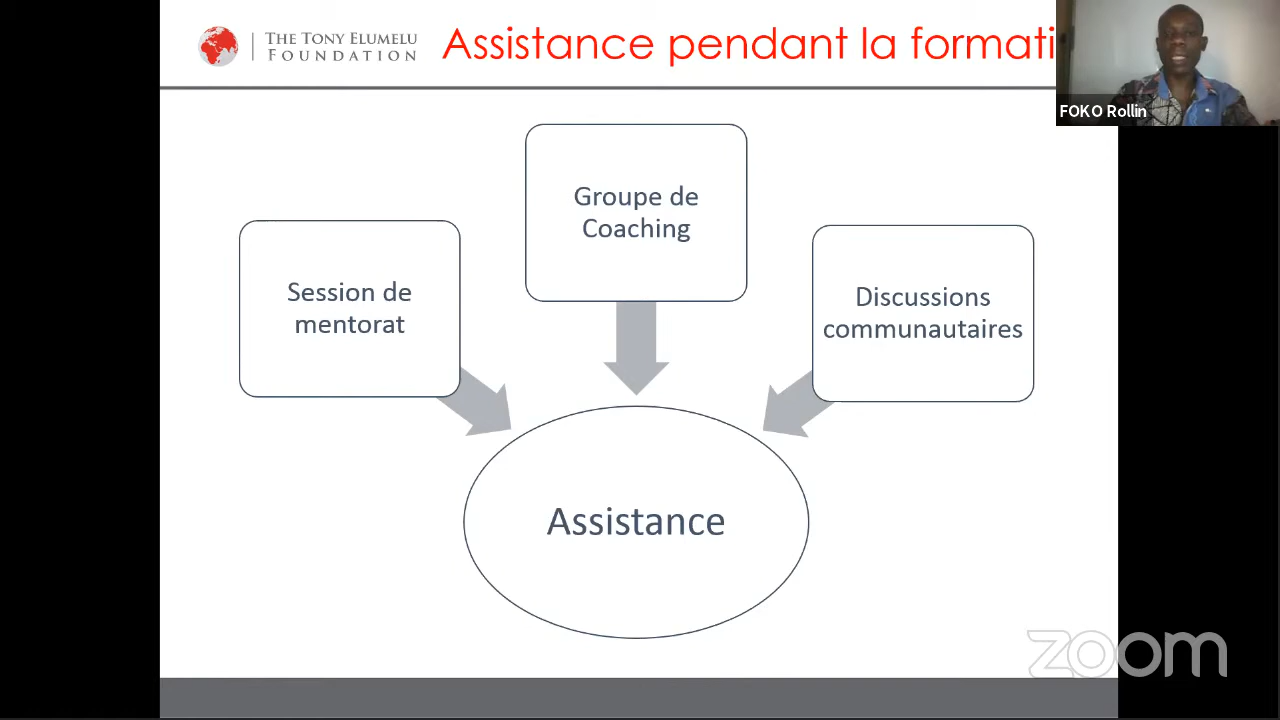 THE TONY ELUMELU
FOUNDATION
Assistance pendant la formati
FOKO Rollin
Groupe de
Coaching
Session de
mentorat
Discussions
communautaires
Assistance
zoom